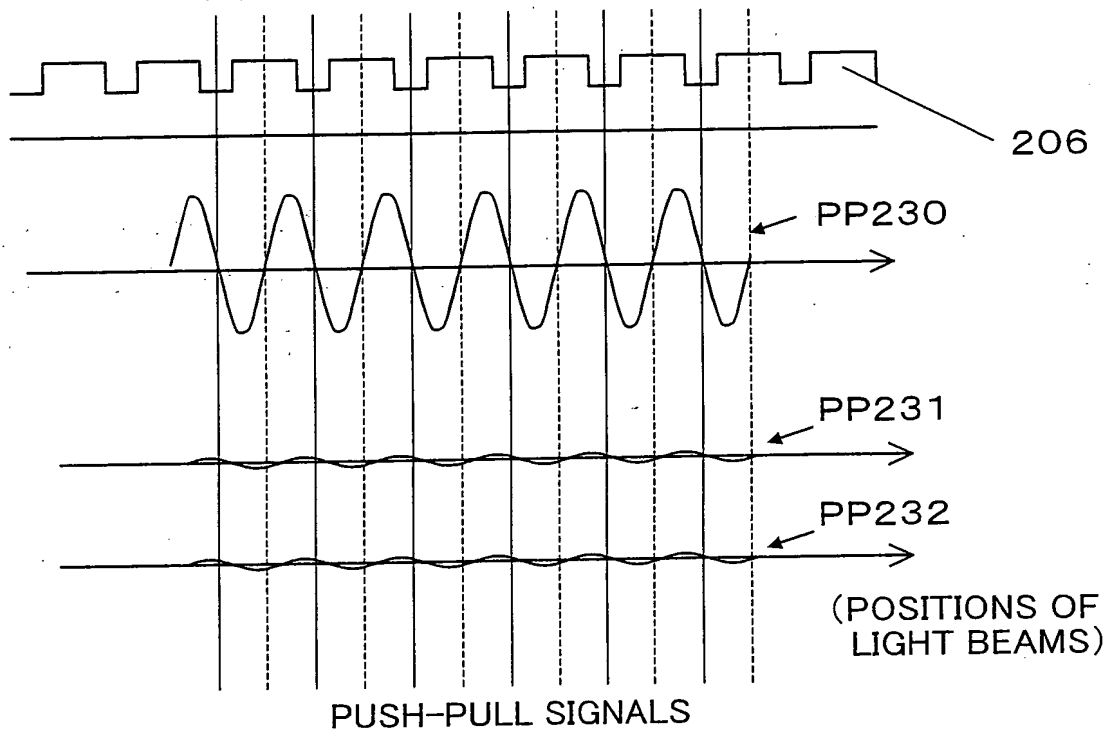 206
PP230
PP231
PP232
(POSITIONS OF
LIGHT BEAMS)
PUSH-PULL SIGNALS